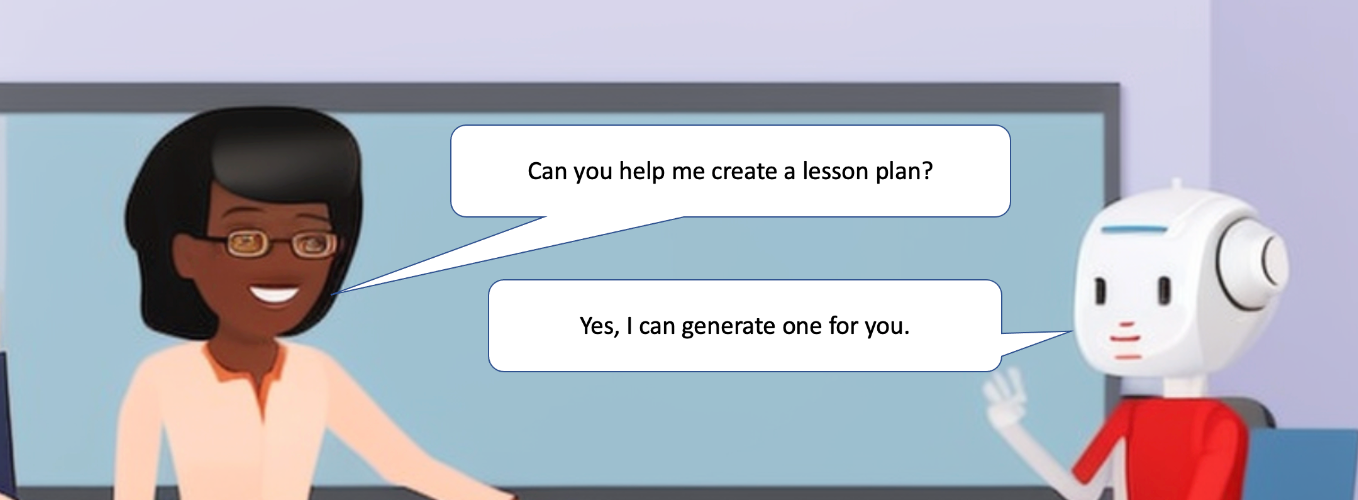 Can you help me create a lesson plan?
Yes, I can generate one for you.